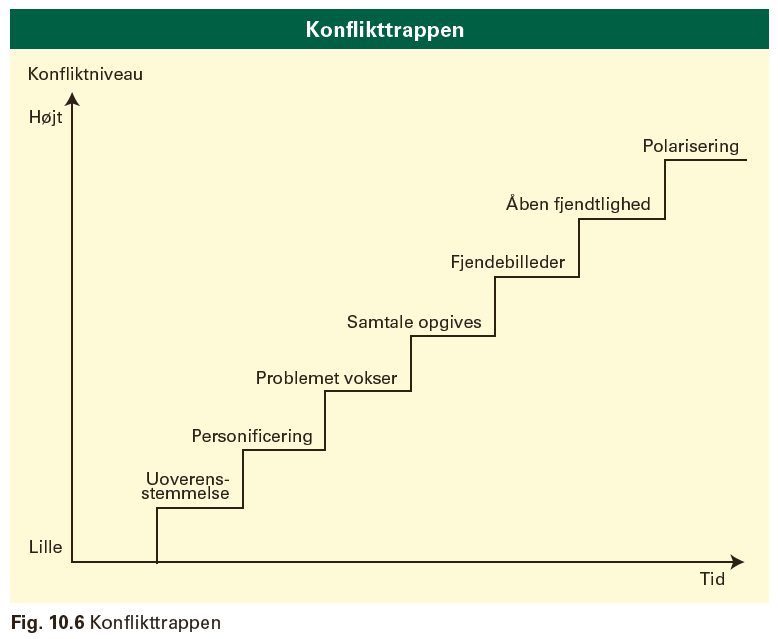 Konflikttrappen
Konfliktniveau
Højt
Polarisering
Åben fjendtlighed
Fjendebilleder
Samtale opgives
Problemet vokser
Personificering
Uoverens-
stemmelse
Lille
Tid
Fig. 10.6 Konflikttrappen